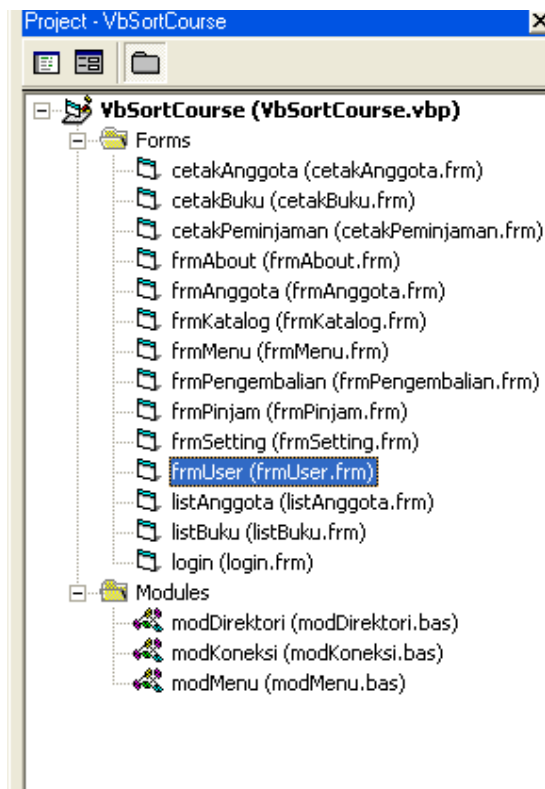 Project - VbSortCourse
VbSortCourse (VbSortCourse.vbp)
Forms
cetakAnggota (cetakAnggota.frm)
cetakBuku (cetakBuku.frm)
cetakPeminjaman (cetakPeminjaman.frm)
frmAbout (frmAbout.frm)
frmAnggota (frmAnggota.frm)
frmKatalog (frmKatalog.frm)
frmMenu (frmMenu.frm)
frmPengembalian (frmPengembalian.frm)
frmPinjam (frmPinjam.frm)
frmSetting (frmSetting.frm)
frmUser (frmUser.frm)
listAnggota (listAnggota.frm)
listBuku (listBuku.frm)
login (login.frm)
Modules
modDirektori (modDirektori.bas)
modKoneksi (modKoneksi.bas)
modMenu (modMenu.bas)